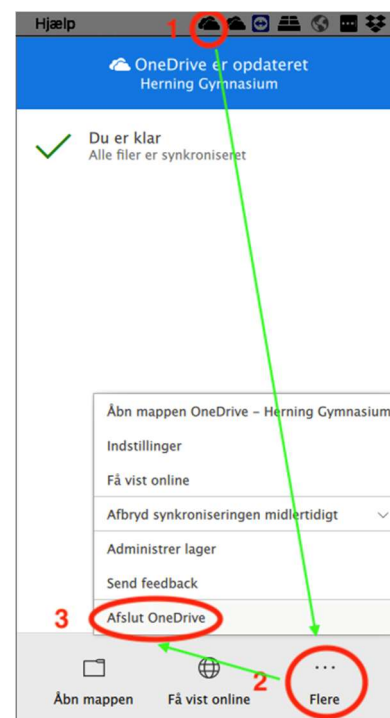 Hjælp
1
OneDrive er opdateret
Herning Gymnasium
Du er klar
Alle filer er synkroniseret
Åbn mappen OneDrive – Herning Gymnasium
Indstillinger
Få vist online
Afbryd synkroniseringen midlertidigt
Administrer lager
Send feedback
3 Afslut OneDrive
2
Åbn mappen Få vist online Flere